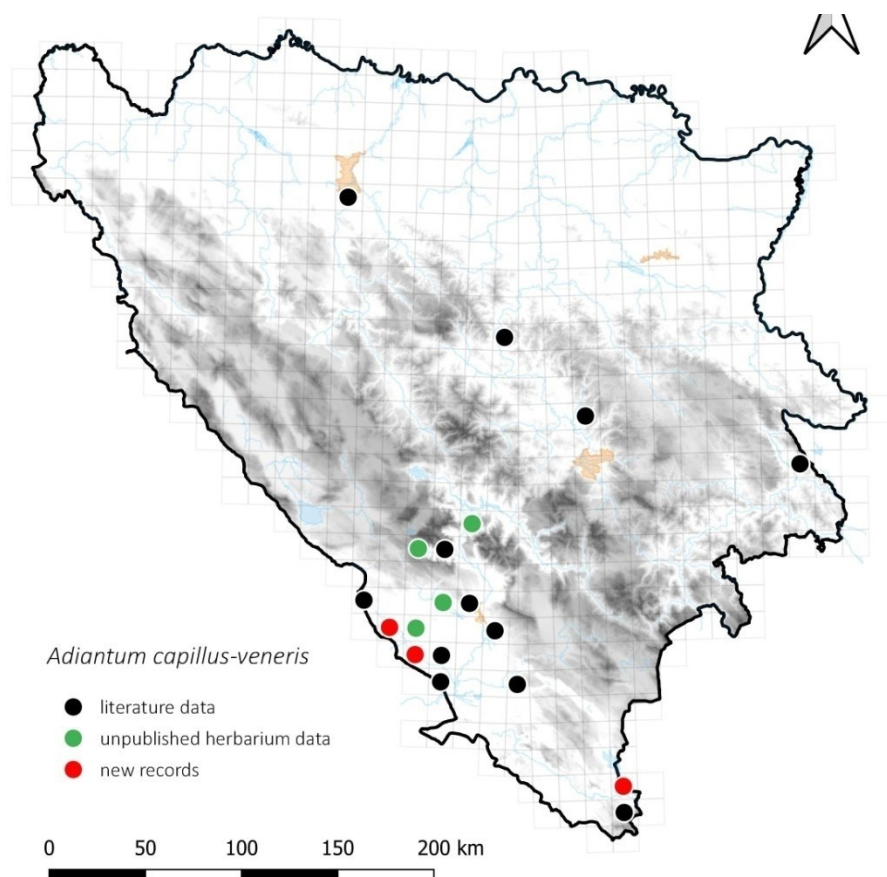 Adiantum capillus-veneris
literature data
unpublished herbarium data
new records
0 50 100 150 200 km